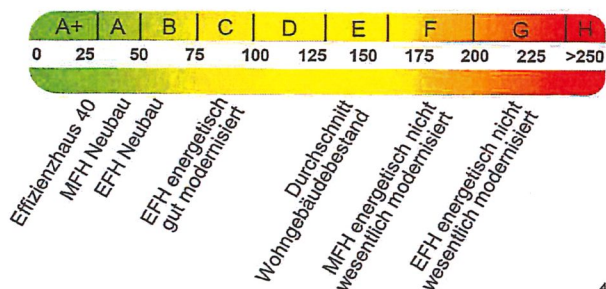 A+ A B C D E F G H
0 25 50 75 100 125 150 175 200 225 >250
Effizienzhaus 40
MFH Neubau
EFH Neubau
EFH energetisch
gut modernisiert
Durchschnitt
Wohngebäudebestand
MFH energetisch nicht
wesentlich modernisiert
EFH energetisch nicht
wesentlich modernisiert